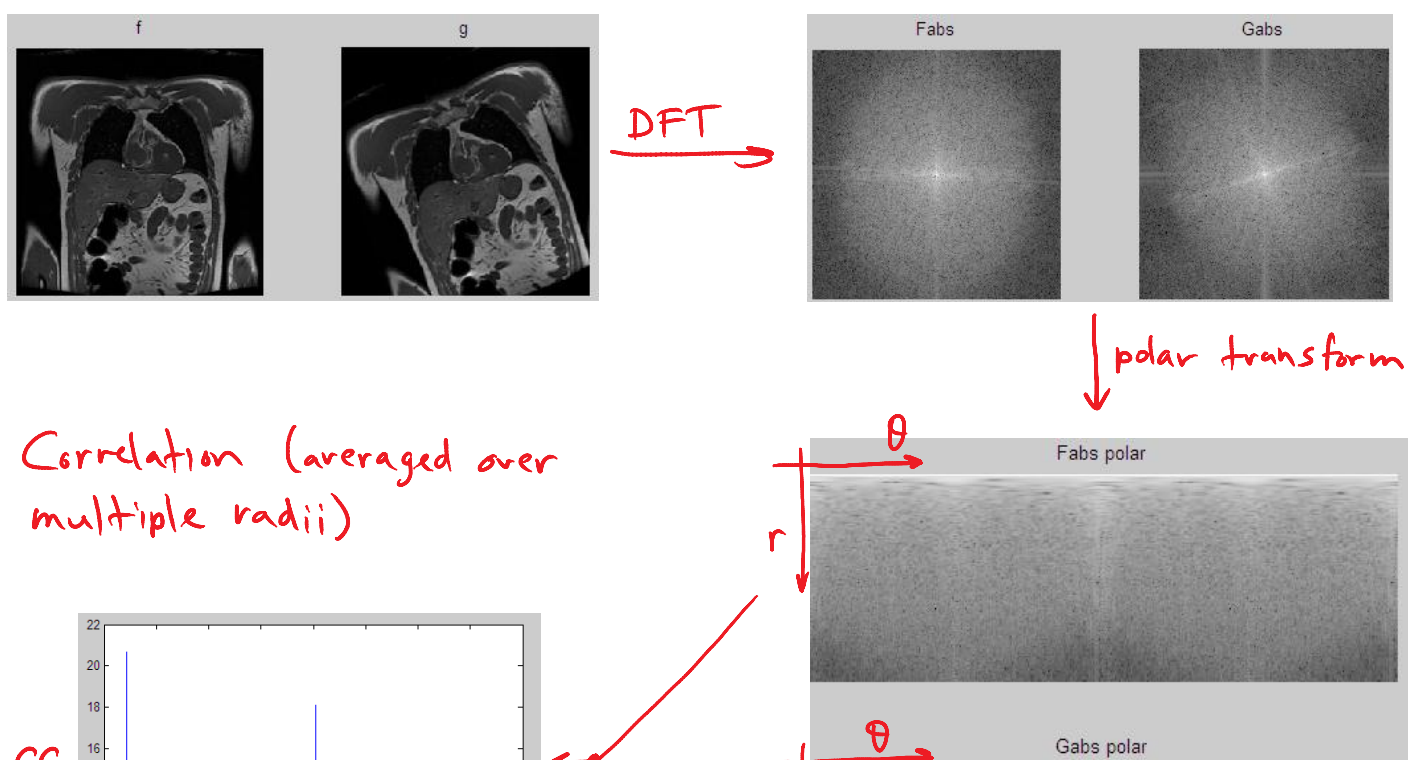 f
g
Fabs
Gabs
DFT
polar transform
Correlation (averaged over
multiple radii)
θ
Fabs polar
r
22
20
18
16
θ
Gabs polar